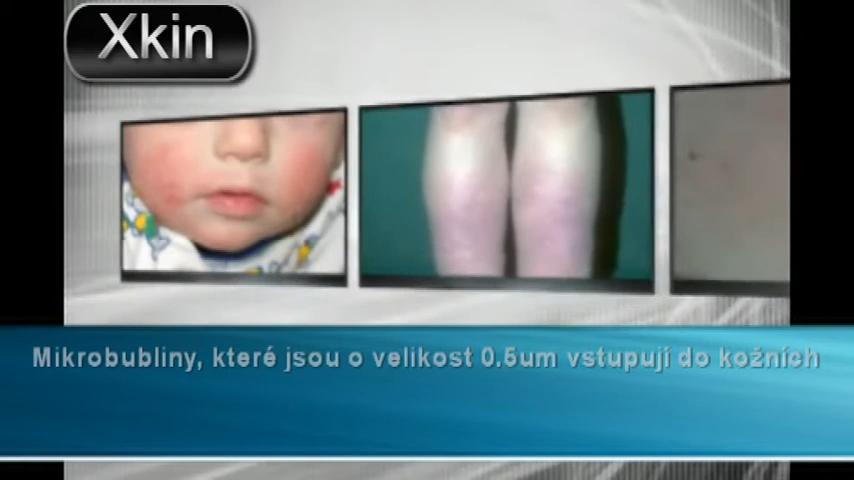 Xkin
Mikrobubliny, které jsou o velikost 0.5um vstupují do kožních